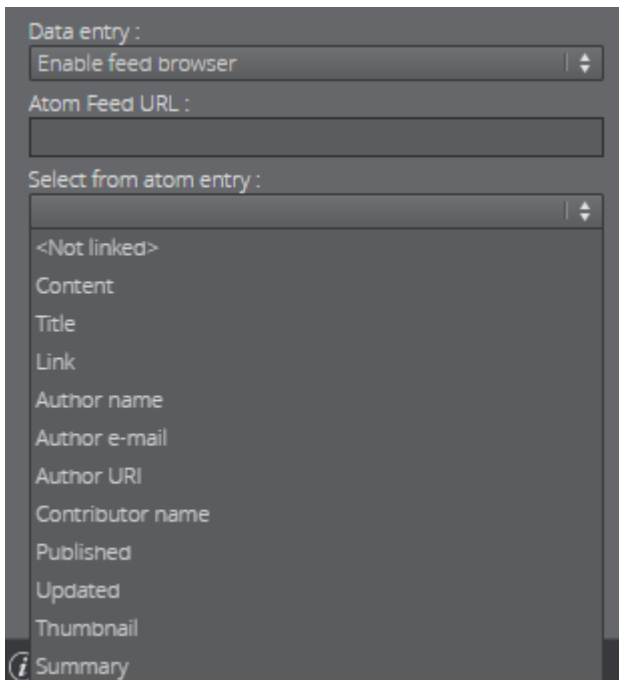 Data entry :
Enable feed browser
Atom Feed URL :
Select from atom entry :
<Not linked>
Content
Title
Link
Author name
Author e-mail
Author URI
Contributor name
Published
Updated
Thumbnail
i Summary